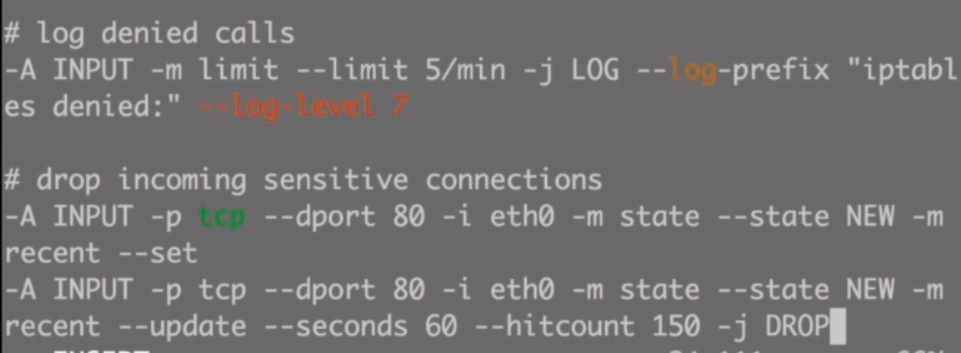 # log denied calls
-A INPUT -m limit --limit 5/min -j LOG --log-prefix "iptabl
es denied:" --log-level 7
# drop incoming sensitive connections
-A INPUT -p tcp --dport 80 -i eth0 -m state --state NEW -m
recent --set
-A INPUT -p tcp --dport 80 -i eth0 -m state --state NEW -m
recent --update --seconds 60 --hitcount 150 -j DROP